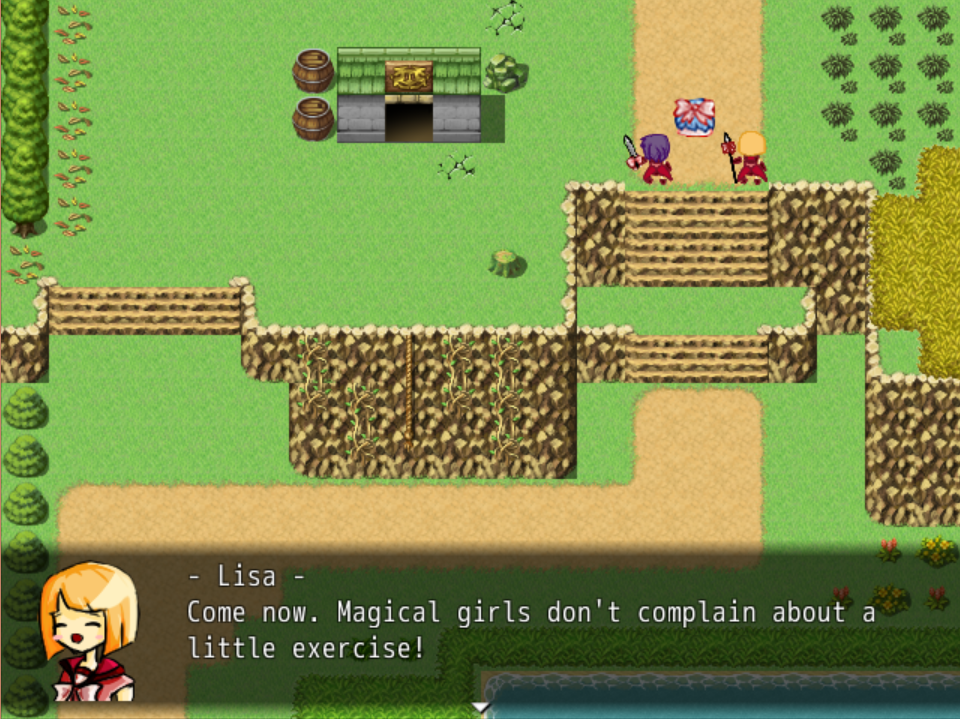 - Lisa -
Come now. Magical girls don't complain about a
little exercise!